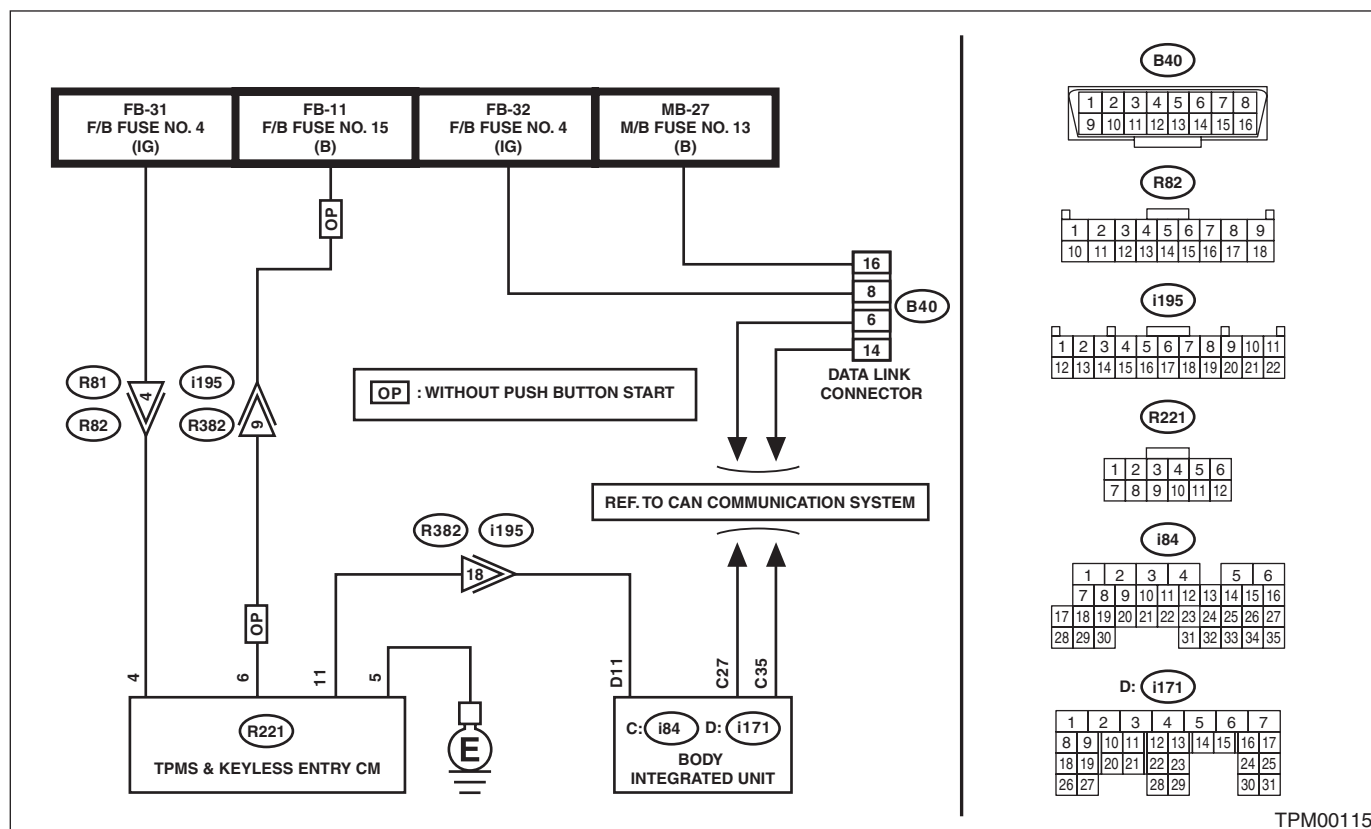 FB-31
F/B FUSE NO. 4
(IG)
FB-11
F/B FUSE NO. 15
(B)
FB-32
F/B FUSE NO. 4
(IG)
MB-27
M/B FUSE NO. 13
(B)
OP
16
8
6
14
B40
DATA LINK
CONNECTOR
R81
R82
4
i195
R382
9
OP : WITHOUT PUSH BUTTON START
REF. TO CAN COMMUNICATION SYSTEM
R382 i195
18
OP
4
6
11
5
D11
C27
C35
R221
TPMS & KEYLESS ENTRY CM
E
C: i84 D: i171
BODY
INTEGRATED UNIT
B40
1 2 3 4 5 6 7 8
9 10 11 12 13 14 15 16
R82
1 2 3 4 5 6 7 8 9
10 11 12 13 14 15 16 17 18
i195
1 2 3 4 5 6 7 8 9 10 11
12 13 14 15 16 17 18 19 20 21 22
R221
1 2 3 4 5 6
7 8 9 10 11 12
i84
1 2 3 4 5 6
7 8 9 10 11 12 13 14 15 16
17 18 19 20 21 22 23 24 25 26 27
28 29 30 31 32 33 34 35
D: i171
1 2 3 4 5 6 7
8 9 10 11 12 13 14 15 16 17
18 19 20 21 22 23 24 25
26 27 28 29 30 31
TPM00115